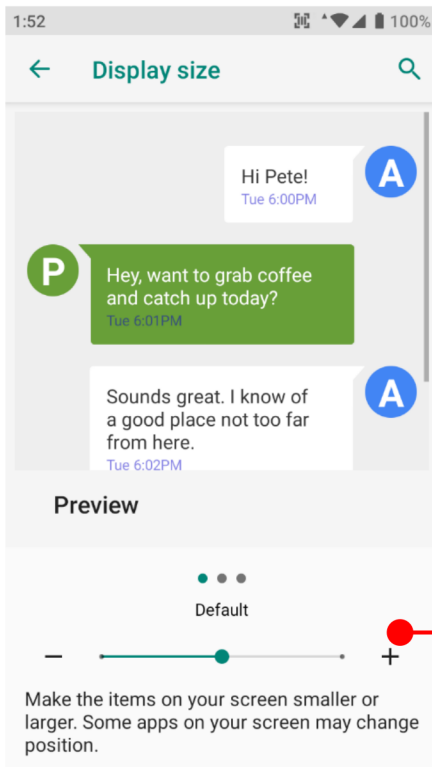 1:52
100%
Display size
Hi Pete!
Tue 6:00PM
A
P
Hey, want to grab coffee
and catch up today?
Tue 6:01PM
Sounds great. I know of
a good place not too far
from here.
Tue 6:02PM
A
Preview
Default
Make the items on your screen smaller or
larger. Some apps on your screen may change
position.